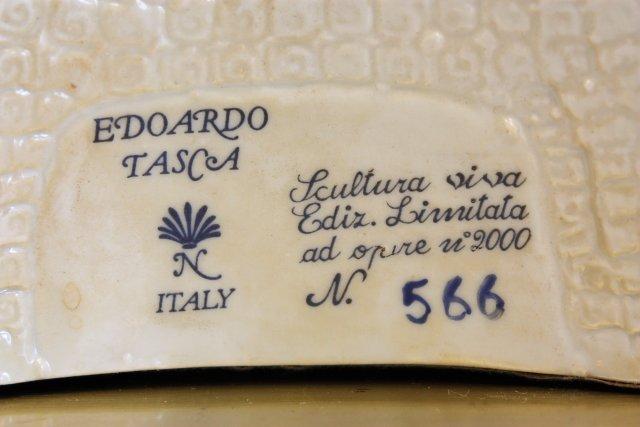 EDOARDO
TASCA
N
ITALY
Scultura viva
Ediz. Limitata
ad opere n° 2000
N. 566